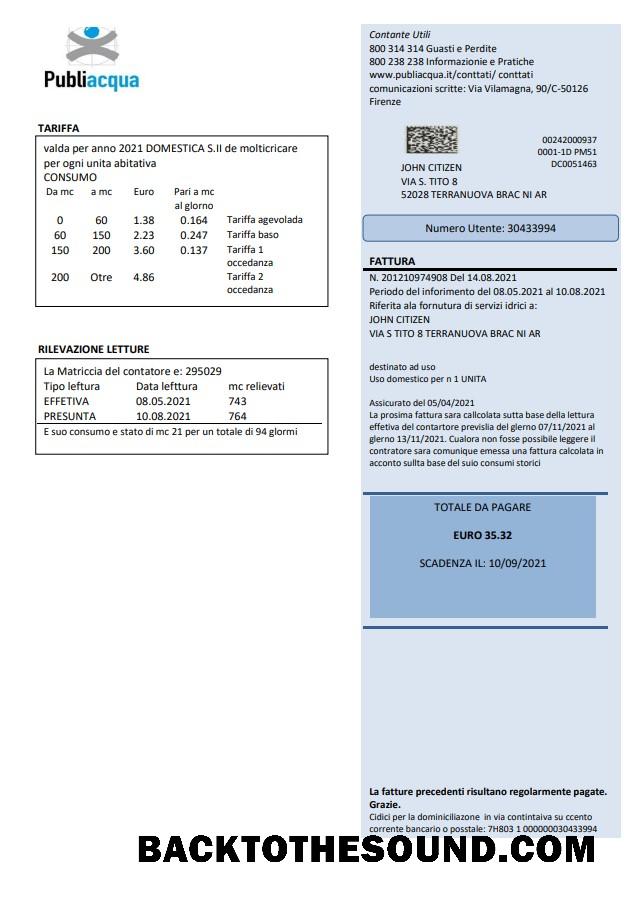 Publiacqua
TARIFFA
valda per anno 2021 DOMESTICA S.II de molticricare
per ogni unita abitativa
CONSUMO
Da mc a mc Euro Pari a mc
al glorno
0 60 1.38 0.164 Tariffa agevolada
60 150 2.23 0.247 Tariffa baso
150 200 3.60 0.137 Tariffa 1
occedanza
200 Otre 4.86 Tariffa 2
occedanza
RILEVAZIONE LETTURE
La Matriccia del contatore e: 295029
Tipo leftura Data lefttura mc relievati
EFFETIVA 08.05.2021 743
PRESUNTA 10.08.2021 764
E suo consumo e stato di mc 21 per un totale di 94 glormi
Contante Utili
800 314 314 Guasti e Perdite
800 238 238 Informazionie e Pratiche
www.publiacqua.it/conttati/ conttati
comunicazioni scritte: Via Vilamagna, 90/C-50126
Firenze
00242000937
0001-1D PM51
DC0051463
JOHN CITIZEN
VIA S. TITO 8
52028 TERRANUOVA BRAC NI AR
Numero Utente: 30433994
FATTURA
N. 201210974908 Del 14.08.2021
Periodo del inforimento del 08.05.2021 al 10.08.2021
Riferita ala fornutura di servizi idrici a:
JOHN CITIZEN
VIA S TITO 8 TERRANUOVA BRAC NI AR
destinato ad uso
Uso domestico per n 1 UNITA
Assicurato del 05/04/2021
La prosima fattura sara callcolata sutta base della lettura
effetiva del contartore previslia del glerno 07/11/2021 al
glerno 13/11/2021. Cualora non fosse possibile leggere il
contratore sara comunique emessa una fattura calcolata in
acconto sullta base del suio consumi storici
TOTALE DA PAGARE
EURO 35.32
SCADENZA IL: 10/09/2021
La fatture precedenti risultano regolarmente pagate.
Grazie.
Cidici per la dominiciliazone in via contintaiva su ccento
corrente bancario o posstale: 7H803 1 000000030433994
BACKTOTHESOUND.COM